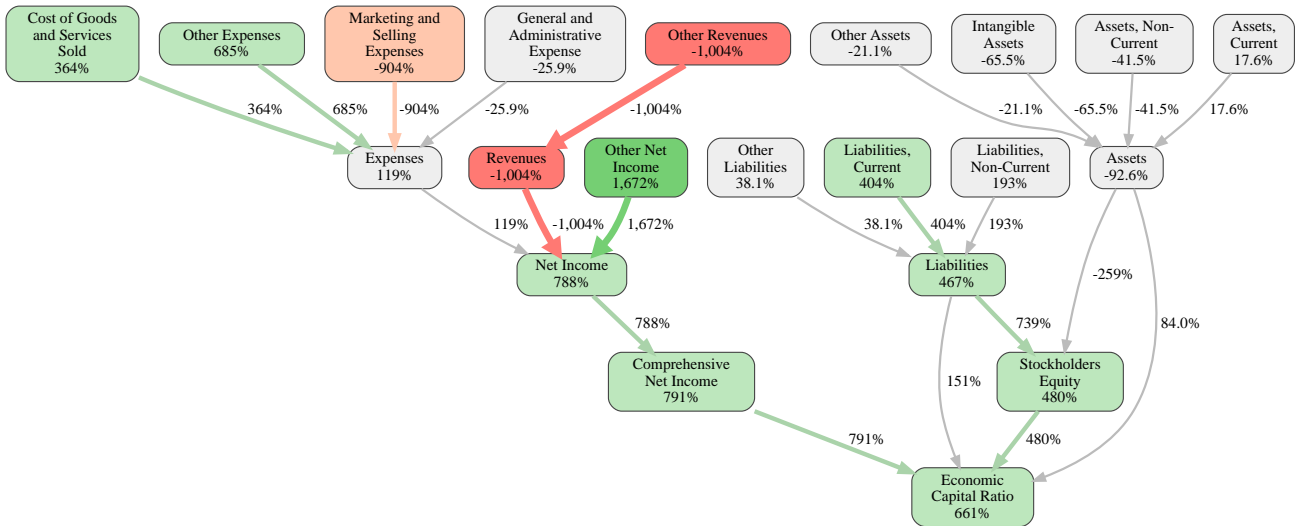 Cost of Goods
and Services
Sold
364%
Other Expenses
685%
Marketing and
Selling
Expenses
-904%
General and
Administrative
Expense
-25.9%
Other Revenues
-1,004%
Other Assets
-21.1%
Intangible
Assets
-65.5%
Assets, Non-
Current
-41.5%
Assets,
Current
17.6%
364%
685%
-904%
-25.9%
-1,004%
-21.1%
-65.5%
-41.5%
17.6%
Expenses
119%
Revenues
-1,004%
Other Net
Income
1,672%
Other
Liabilities
38.1%
Liabilities,
Current
404%
Liabilities,
Non-Current
193%
Assets
-92.6%
119%
-1,004%
1,672%
38.1%
404%
193%
Net Income
788%
Liabilities
467%
-259%
788%
739%
84.0%
Comprehensive
Net Income
791%
151%
Stockholders
Equity
480%
791%
480%
Economic
Capital Ratio
661%